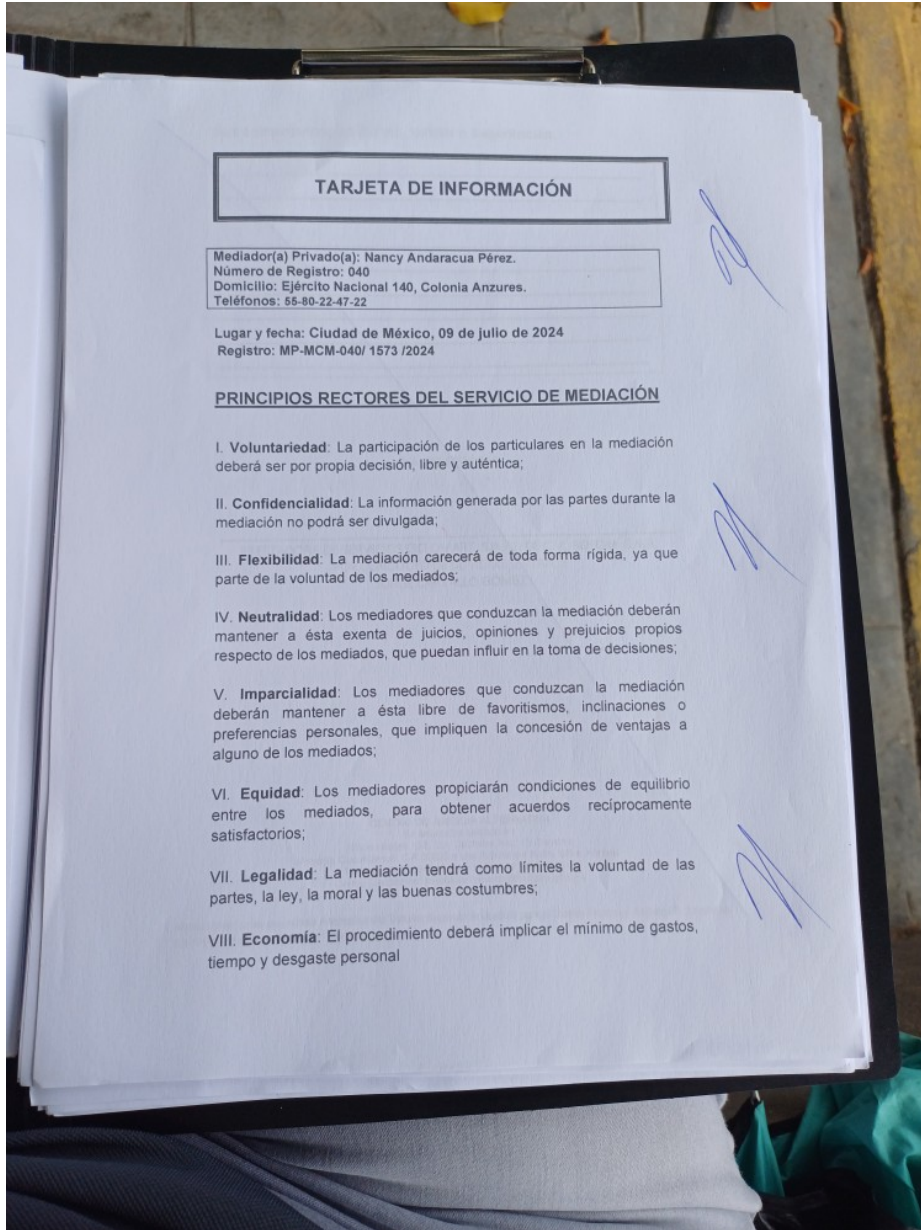 TARJETA DE INFORMACIÓN
Mediador(a) Privado(a): Nancy Andaracua Pérez.
Número de Registro: 040
Domicilio: Ejército Nacional 140, Colonia Anzures.
Teléfonos: 55-80-22-47-22
Lugar y fecha: Ciudad de México, 09 de julio de 2024
Registro: MP-MCM-040/ 1573 /2024
PRINCIPIOS RECTORES DEL SERVICIO DE MEDIACIÓN
I. Voluntariedad: La participación de los particulares en la mediación
deberá ser por propia decisión, libre y auténtica;
II. Confidencialidad: La información generada por las partes durante la
mediación no podrá ser divulgada;
III. Flexibilidad: La mediación carecerá de toda forma rígida, ya que
parte de la voluntad de los mediados;
IV. Neutralidad: Los mediadores que conduzcan la mediación deberán
mantener a ésta exenta de juicios, opiniones y prejuicios propios
respecto de los mediados, que puedan influir en la toma de decisiones;
V. Imparcialidad: Los mediadores que conduzcan la mediación
deberán mantener a ésta libre de favoritismos, inclinaciones o
preferencias personales, que impliquen la concesión de ventajas a
alguno de los mediados;
VI. Equidad: Los mediadores propiciarán condiciones de equilibrio
entre los mediados, para obtener acuerdos recíprocamente
satisfactorios;
VII. Legalidad: La mediación tendrá como límites la voluntad de las
partes, la ley, la moral y las buenas costumbres;
VIII. Economía: El procedimiento deberá implicar el mínimo de gastos,
tiempo y desgaste personal